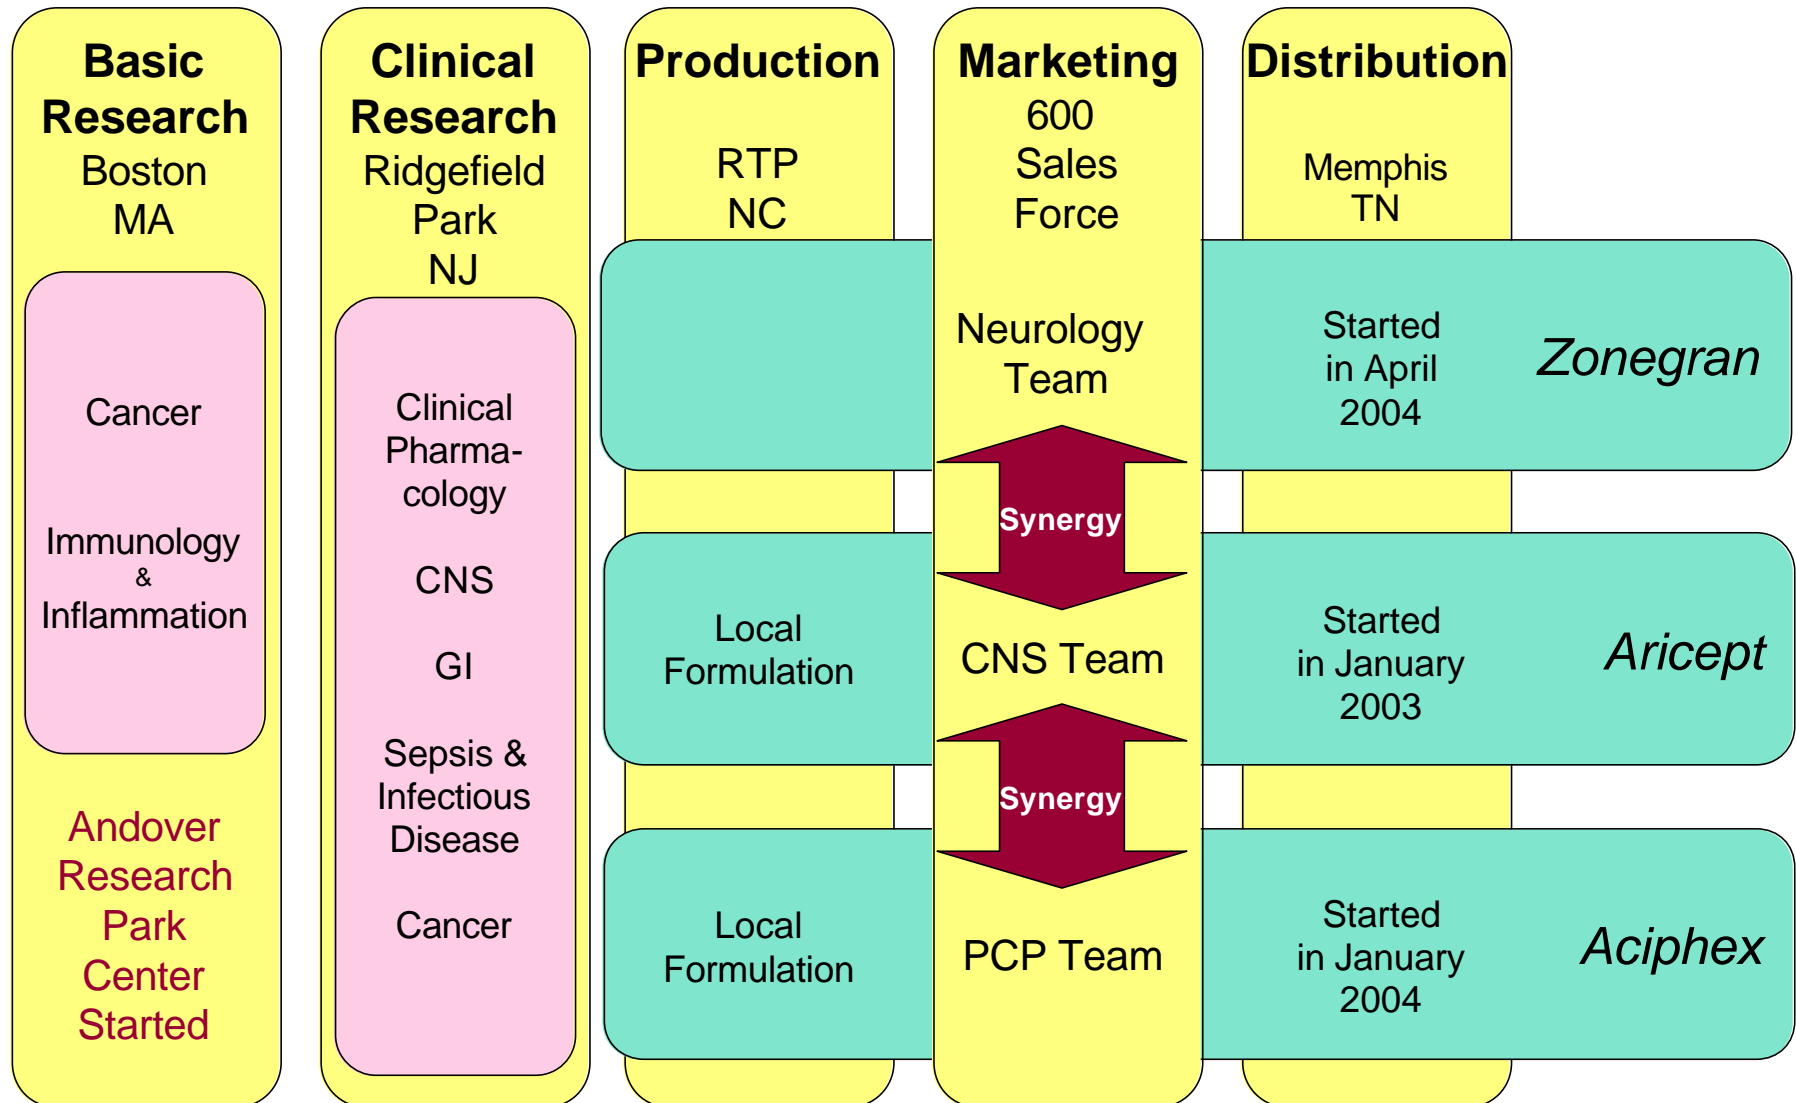 Basic
Research
Boston
MA
Cancer
Immunology
&
Inflammation
Andover
Research
Park
Center
Started
Clinical
Research
Ridgefield
Park
NJ
Clinical
Pharma-
cology
CNS
GI
Sepsis &
Infectious
Disease
Cancer
Production
RTP
NC
Local
Formulation
Local
Formulation
Marketing
600
Sales
Force
Neurology
Team
Synergy
CNS Team
Synergy
PCP Team
Distribution
Memphis
TN
Started
in April
2004
Zonegran
Started
in January
2003
Aricept
Started
in January
2004
Aciphex